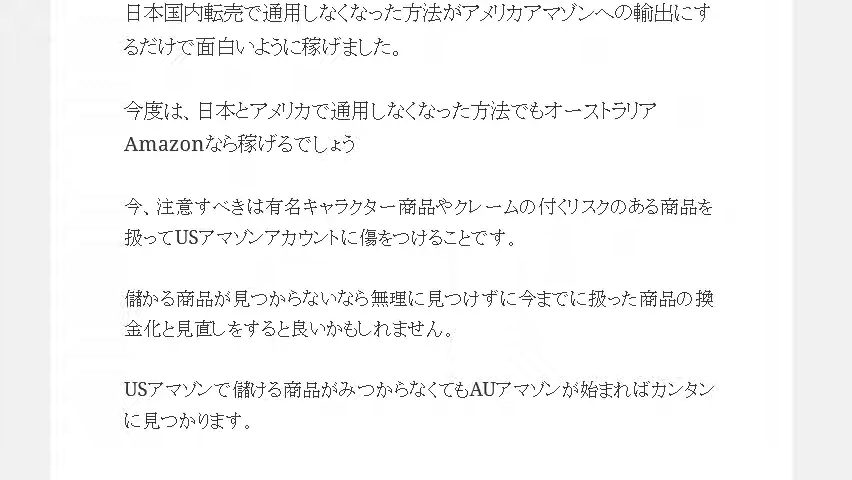 日本国内転売で通用しなくなった方法がアメリカアマゾンへの輸出にす
るだけで面白いように稼げました。
今度は、日本とアメリカで通用しなくなった方法でもオーストラリア
Amazonなら稼げるでしょう
今、注意すべきは有名キャラクター商品やクレームの付くリスクのある商品を
扱ってUSアマゾンアカウントに傷をつけることです。
儲かる商品が見つからないなら無理に見つけずに今までに扱った商品の換
金化と見直しをすると良いかもしれません。
USアマゾンで儲ける商品がみつからなくてもAUアマゾンが始まればカンタン
に見つかります。